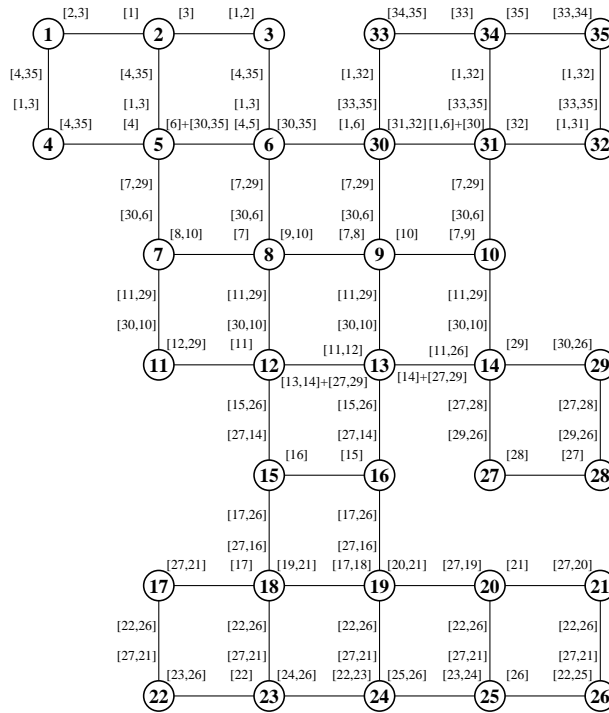 [2,3] [1] [3] [1,2] [34,35] [33] [35] [33,34]
1 2 3 33 34 35
[4,35] [4,35] [4,35] [1,32] [1,32] [1,32]
[1,3] [1,3] [1,3] [33,35] [33,35] [33,35]
[4,35] [4] [6]+[30,35] [4,5] [30,35] [1,6] [31,32] [1,6]+[30] [32] [1,31]
4 5 6 30 31 32
[7,29] [7,29] [7,29] [7,29]
[30,6] [30,6] [30,6] [30,6]
[8,10] [7] [9,10] [7,8] [10] [7,9]
7 8 9 10
[11,29] [11,29] [11,29] [11,29]
[30,10] [30,10] [30,10] [30,10]
[12,29] [11] [11,12] [11,26] [29] [30,26]
11 12 13 14 29
[13,14]+[27,29] [14]+[27,29]
[15,26] [15,26] [27,28] [27,28]
[27,14] [27,14] [29,26] [29,26]
[16] [15] [28] [27]
15 16 27 28
[17,26] [17,26]
[27,16] [27,16]
[27,21] [17] [19,21] [17,18] [20,21] [27,19] [21] [27,20]
17 18 19 20 21
[22,26] [22,26] [22,26] [22,26] [22,26]
[27,21] [27,21] [27,21] [27,21] [27,21]
[23,26] [22] [24,26] [22,23] [25,26] [23,24] [26] [22,25]
22 23 24 25 26